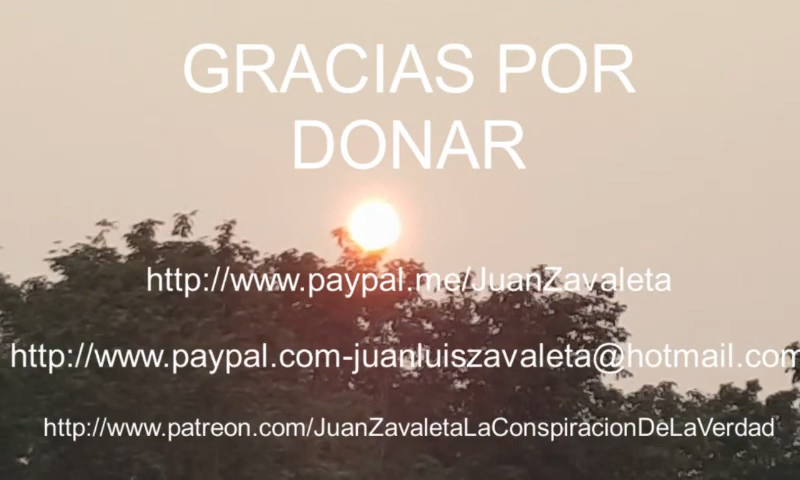 GRACIAS POR
DONAR
http://www.paypal.me/JuanZavaleta
http://www.paypal.com-juanluiszavaleta@hotmail.com
http://www.patreon.com/JuanZavaletaLaConspiracionDeLaVerdad